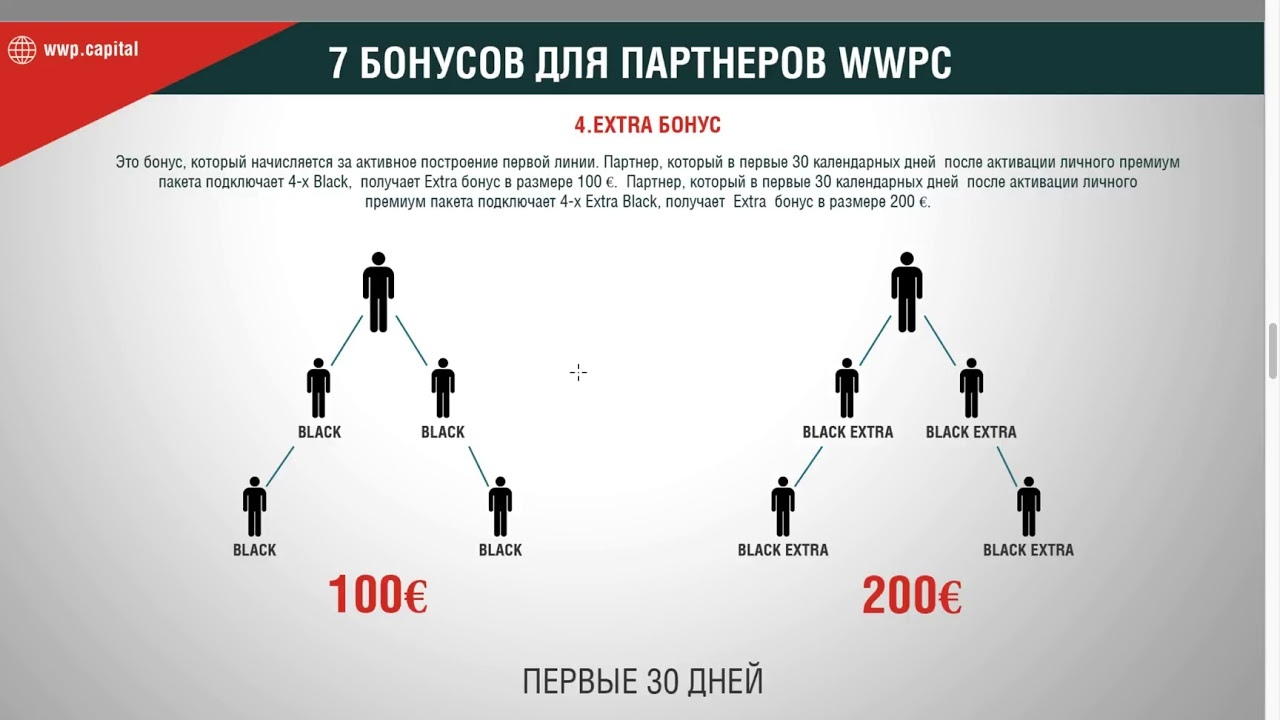 wwp.capital
7 БОНУСОВ ДЛЯ ПАРТНЕРОВ WWPC
4.EXTRA БОНУС
Это бонус, который начисляется за активное построение первой линии. Партнер, который в первые 30 календарных дней после активации личного премиум
пакета подключает 4-х Black, получает Extra бонус в размере 100 €. Партнер, который в первые 30 календарных дней после активации личного
премиум пакета подключает 4-х Extra Black, получает Extra бонус в размере 200 €.
BLACK
BLACK
BLACK EXTRA
BLACK EXTRA
BLACK
BLACK
BLACK EXTRA
BLACK EXTRA
100€
200€
ПЕРВЫЕ 30 ДНЕЙ